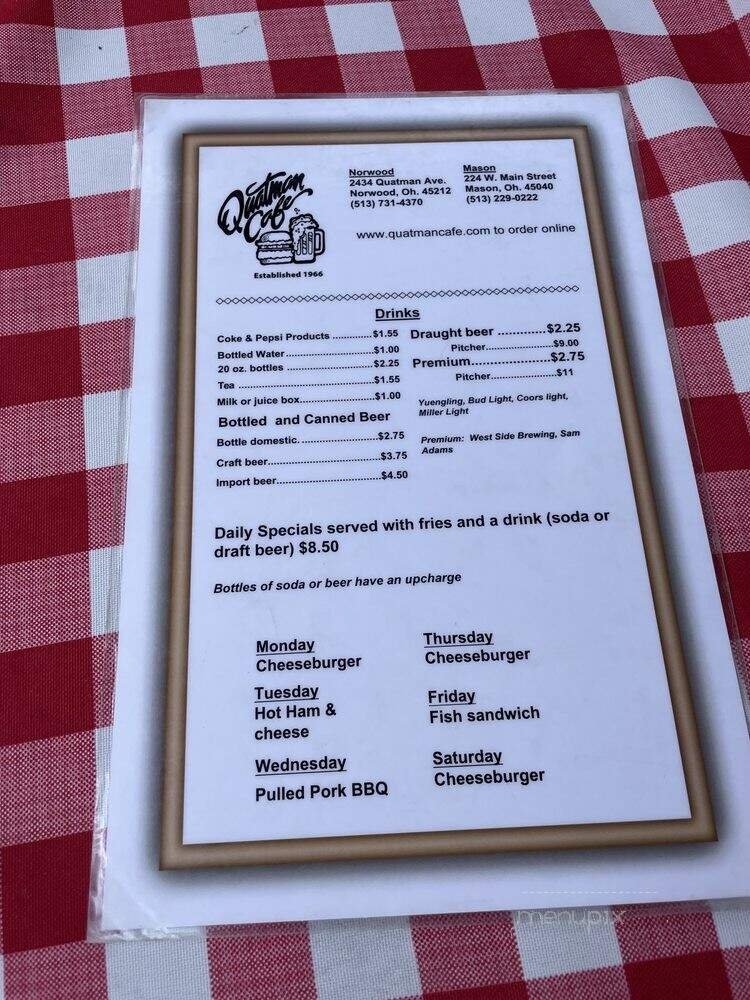 Quatman
Cafe
Established 1966
Norwood
2434 Quatman Ave.
Norwood, Oh. 45212
(513) 731-4370
Mason
224 W. Main Street
Mason, Oh. 45040
(513) 229-0222
www.quatmancafe.com to order online
Drinks
Coke & Pepsi Products .............$1.55
Bottled Water..........................$1.00
20 oz. bottles ..........................$2.25
Tea ..........................................$1.55
Milk or juice box.......................$1.00
Bottled and Canned Beer
Bottle domestic. .......................$2.75
Craft beer.................................$3.75
Import beer...............................$4.50
Draught beer ............$2.25
Pitcher......................$9.00
Premium...................$2.75
Pitcher......................$11
Yuengling, Bud Light, Coors light,
Miller Light
Premium: West Side Brewing, Sam
Adams
Daily Specials served with fries and a drink (soda or
draft beer) $8.50
Bottles of soda or beer have an upcharge
Monday
Cheeseburger
Tuesday
Hot Ham &
cheese
Wednesday
Pulled Pork BBQ
Thursday
Cheeseburger
Friday
Fish sandwich
Saturday
Cheeseburger
menupix